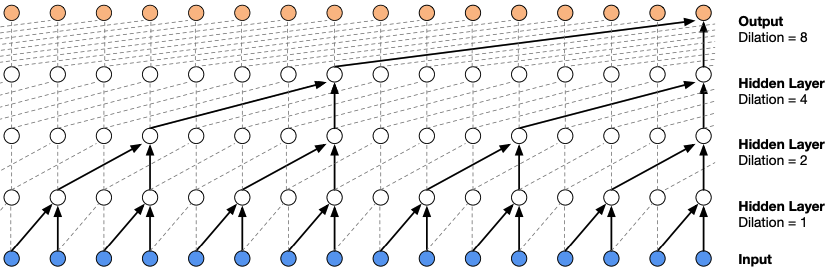 Output
Dilation = 8
Hidden Layer
Dilation = 4
Hidden Layer
Dilation = 2
Hidden Layer
Dilation = 1
Input